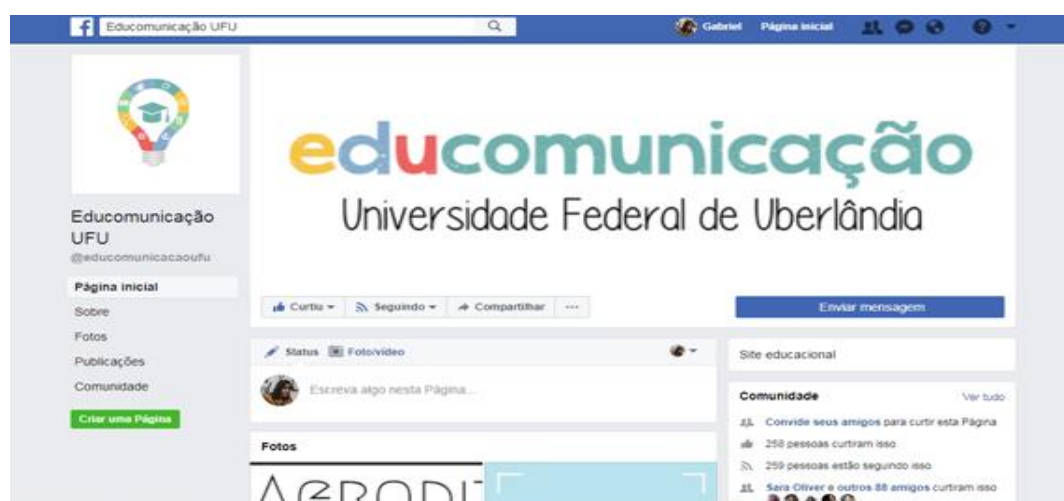 Educomunicação UFU
Gabriel
Página inicial
educomunicação
Universidade Federal de Uberlândia
Educomunicação
UFU
@educomunicacaoufu
Página inicial
Sobre
Fotos
Publicações
Comunidade
Criar uma Página
Curtiu
Seguindo
Compartilhar
Enviar mensagem
Status
Foto/vídeo
Escreva algo nesta Página...
Fotos
Site educacional
Comunidade
Ver tudo
Convide seus amigos para curtir esta Página
258 pessoas curtiram isso
259 pessoas estão seguindo isso
Sara Oliver e outros 88 amigos curtiram isso